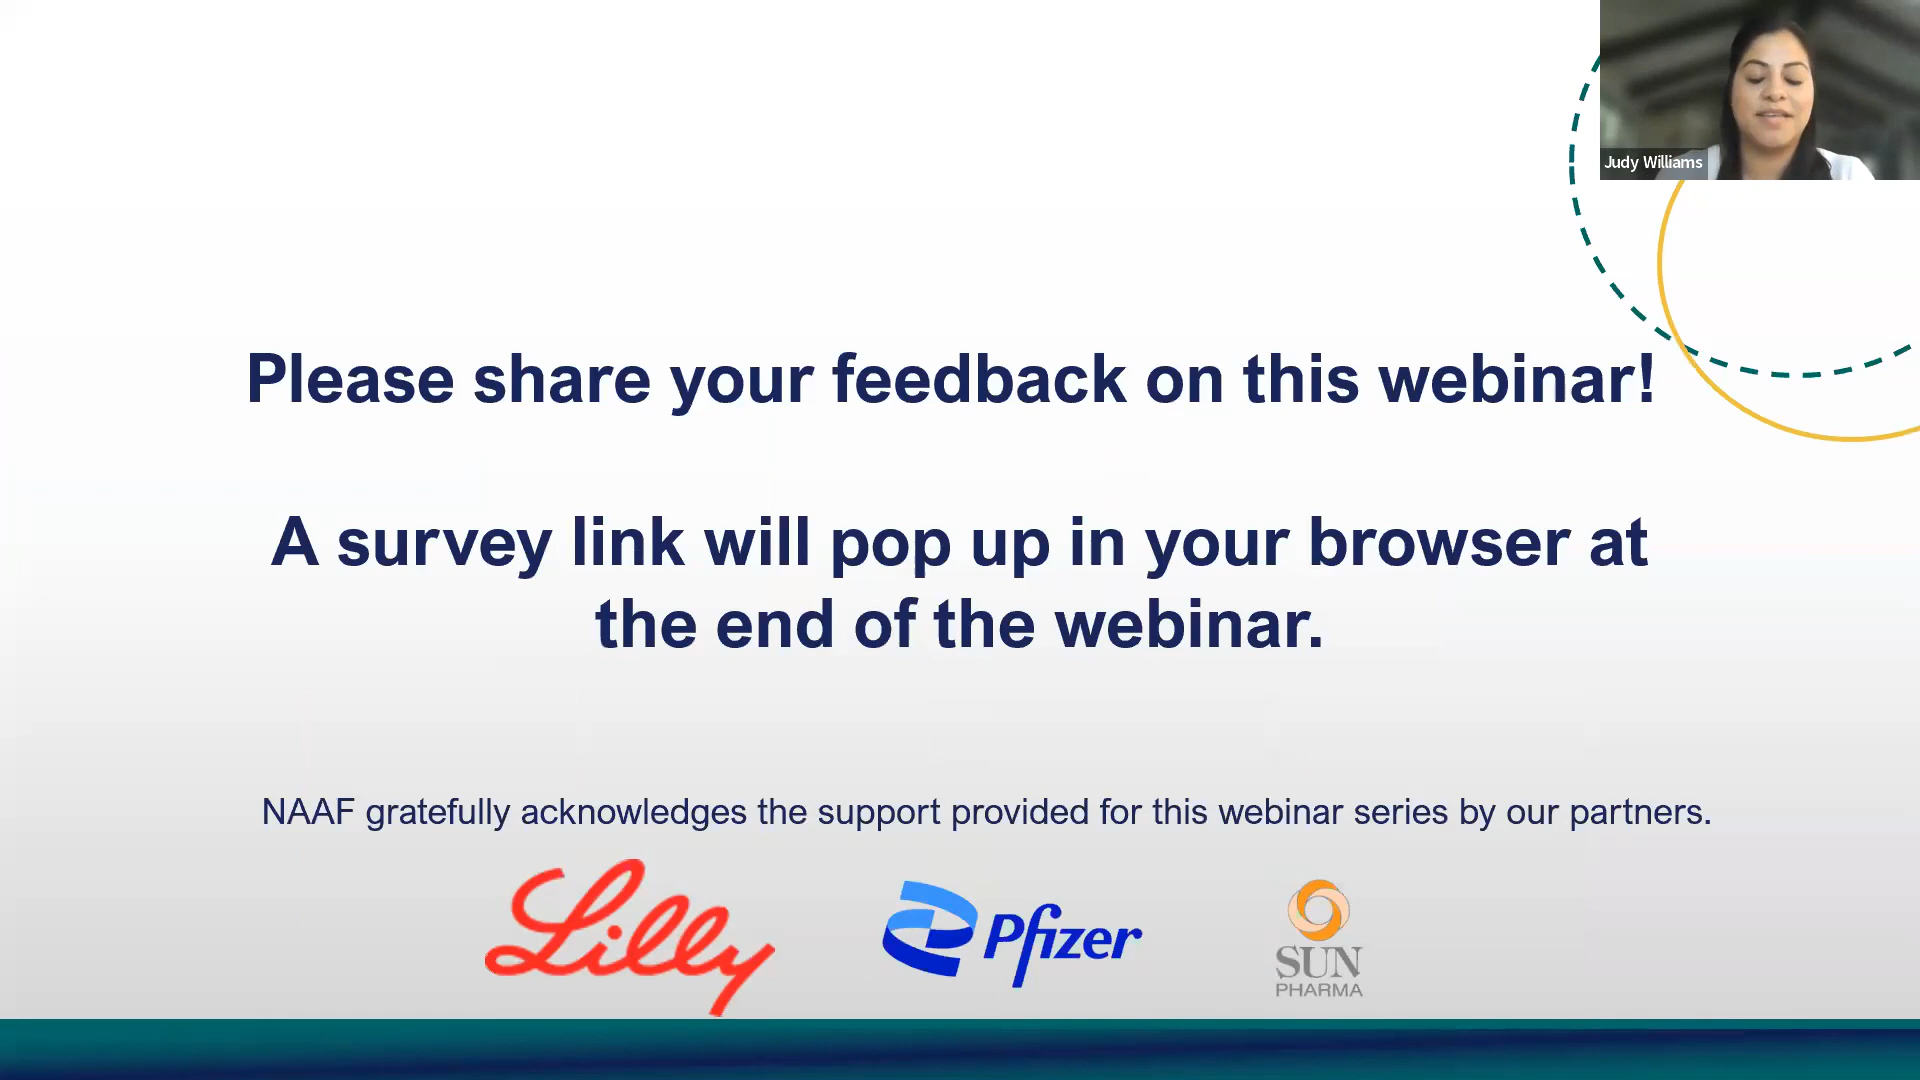 Judy Williams
Please share your feedback on this webinar!
A survey link will pop up in your browser at
the end of the webinar.
NAAF gratefully acknowledges the support provided for this webinar series by our partners.
Lilly
Pfizer
SUN
PHARMA